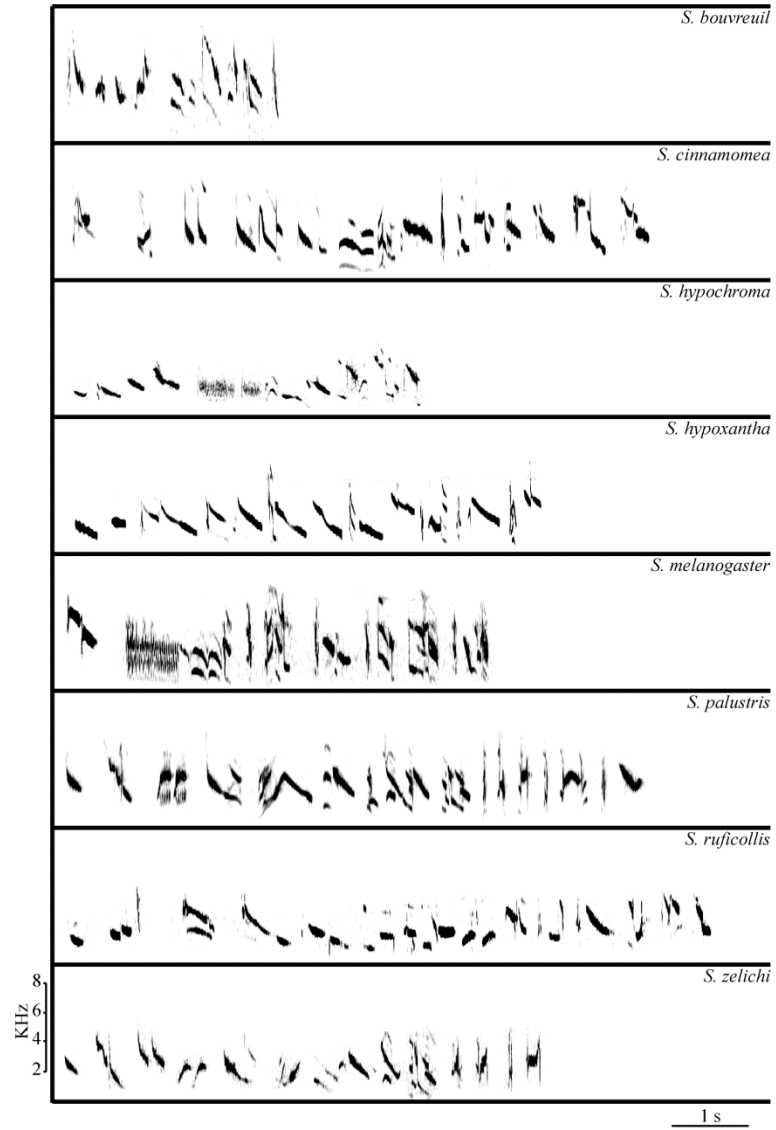 S. bouvreuil
S. cinnamomea
S. hypochroma
S. hypoxantha
S. melanogaster
S. palustris
S. ruficollis
S. zelichi
KHz
8
6
4
2
1 s